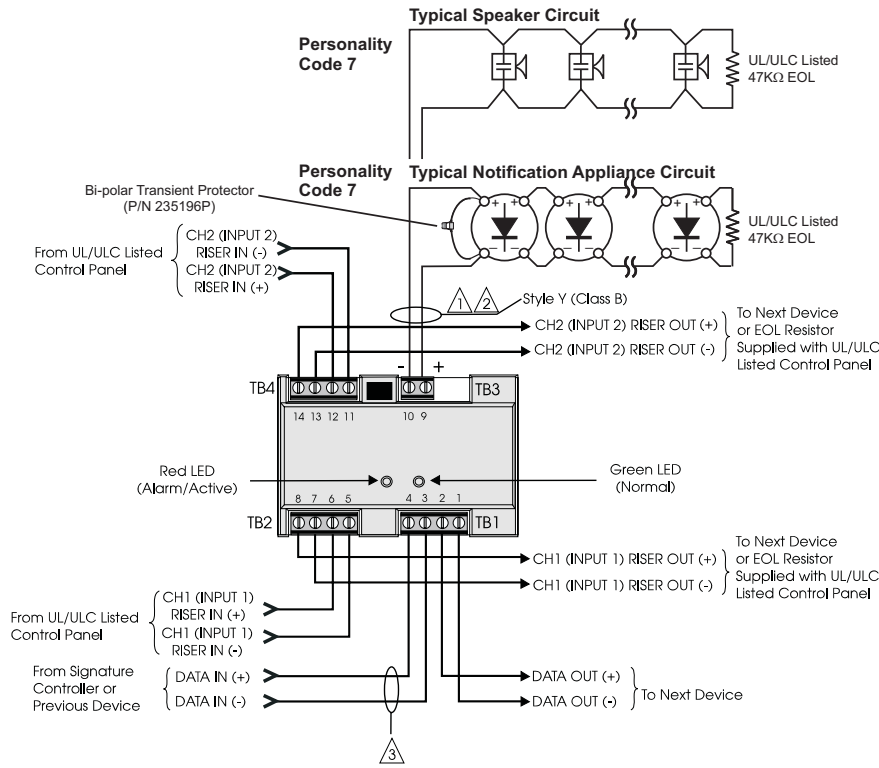 Typical Speaker Circuit
Personality
Code 7
UL/ULC Listed
47KΩ EOL
Personality
Code 7
Typical Notification Appliance Circuit
Bi-polar Transient Protector
(P/N 235196P)
+ + + + + +
- - - - - -
UL/ULC Listed
47KΩ EOL
From UL/ULC Listed
Control Panel
CH2 (INPUT 2)
RISER IN (-)
CH2 (INPUT 2)
RISER IN (+)
1 2
Style Y (Class B)
CH2 (INPUT 2) RISER OUT (+)
CH2 (INPUT 2) RISER OUT (-)
To Next Device
or EOL Resistor
Supplied with UL/ULC
Listed Control Panel
- +
TB4
TB3
14 13 12 11
10 9
Red LED
(Alarm/Active)
Green LED
(Normal)
8 7 6 5
4 3 2 1
TB2
TB1
CH1 (INPUT 1) RISER OUT (+)
CH1 (INPUT 1) RISER OUT (-)
To Next Device
or EOL Resistor
Supplied with UL/ULC
Listed Control Panel
From UL/ULC Listed
Control Panel
CH1 (INPUT 1)
RISER IN (+)
CH1 (INPUT 1)
RISER IN (-)
From Signature
Controller or
Previous Device
DATA IN (+)
DATA IN (-)
DATA OUT (+)
DATA OUT (-)
To Next Device
3